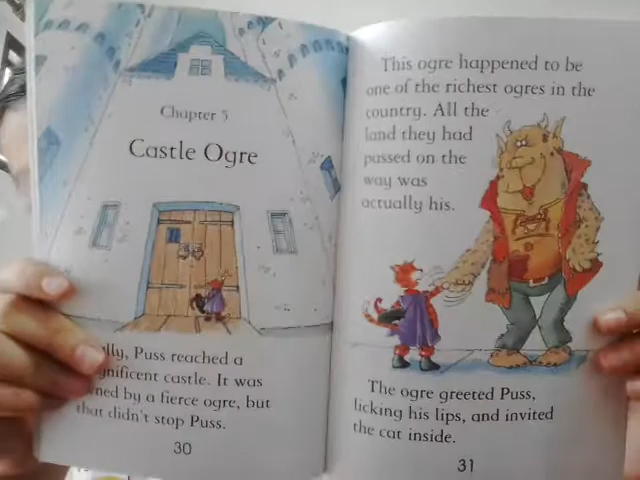 Chapter 5
Castle Ogre
Puss reached a
castle. It was
by a fierce ogre, but
that didn't stop Puss.
30
This ogre happened to be
one of the richest ogres in the
country. All the
land they had
passed on the
way was
actually his.
The ogre greeted Puss,
licking his lips, and invited
the cat inside.
31